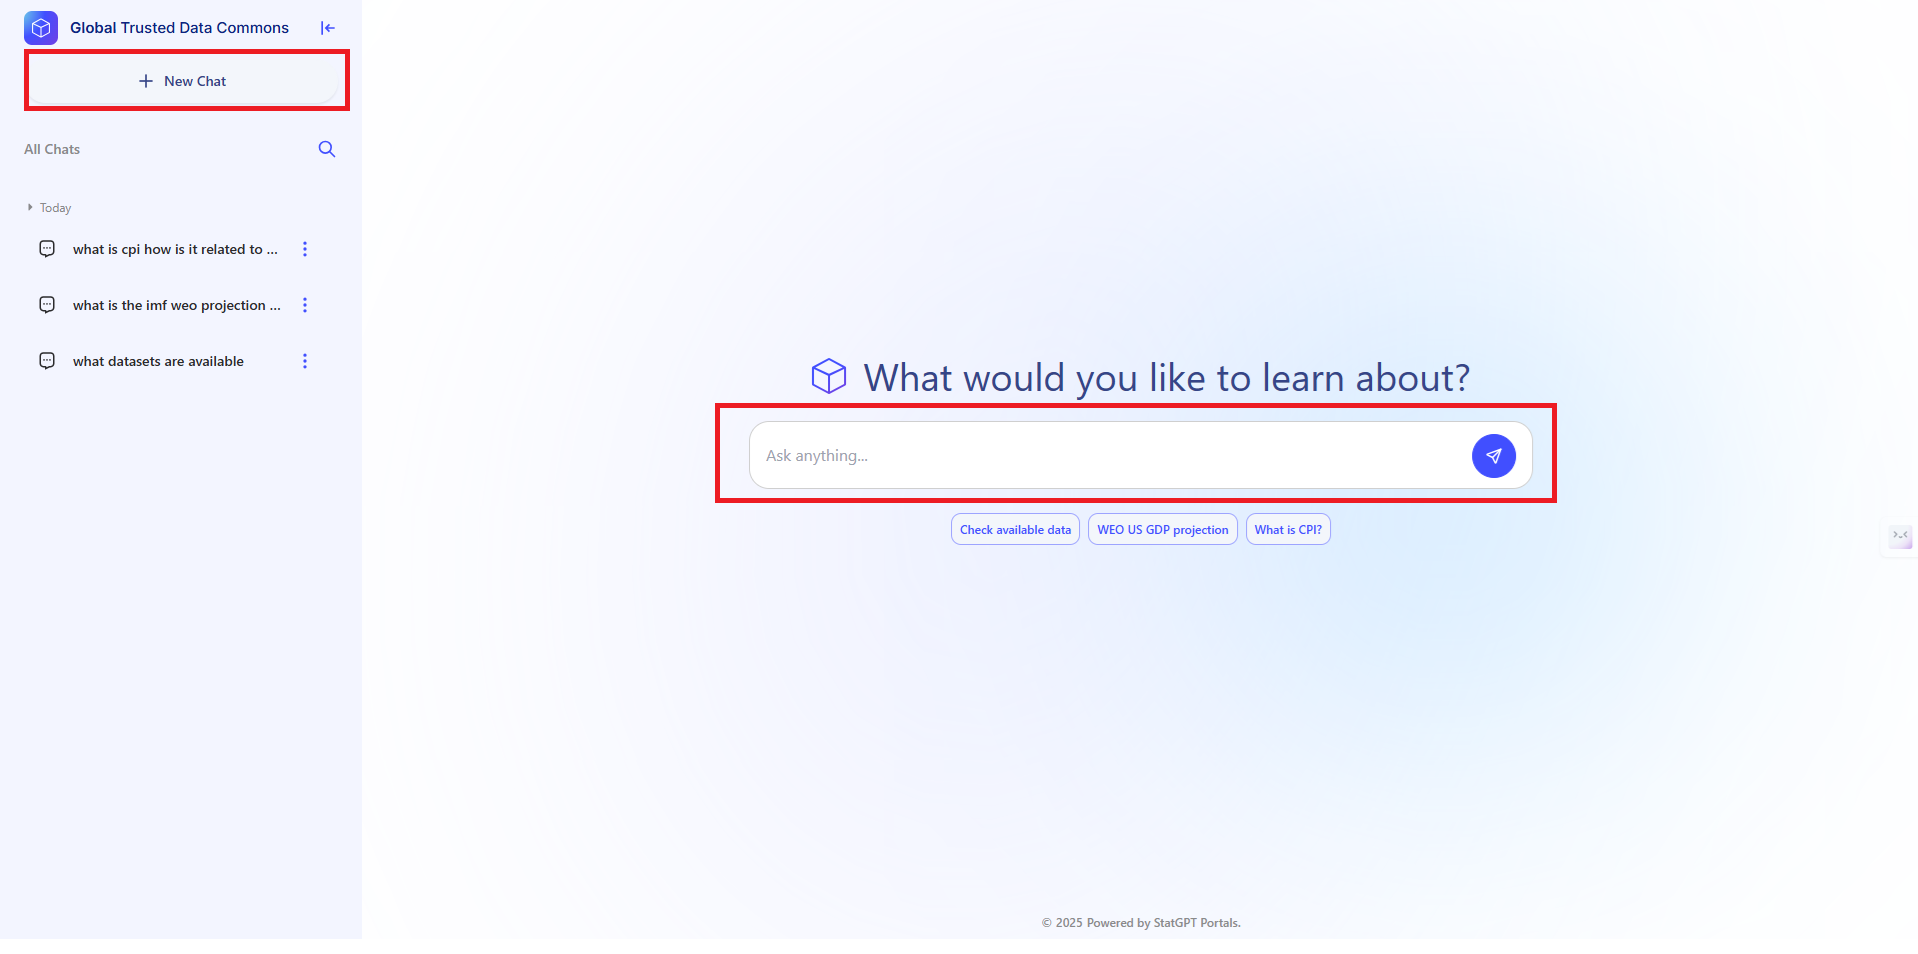 Global Trusted Data Commons
New Chat
All Chats
Today
what is cpi how is it related to ...
what is the imf weo projection ...
what datasets are available
What would you like to learn about?
Ask anything...
Check available data
WEO US GDP projection
What is CPI?
© 2025 Powered by StatGPT Portals.